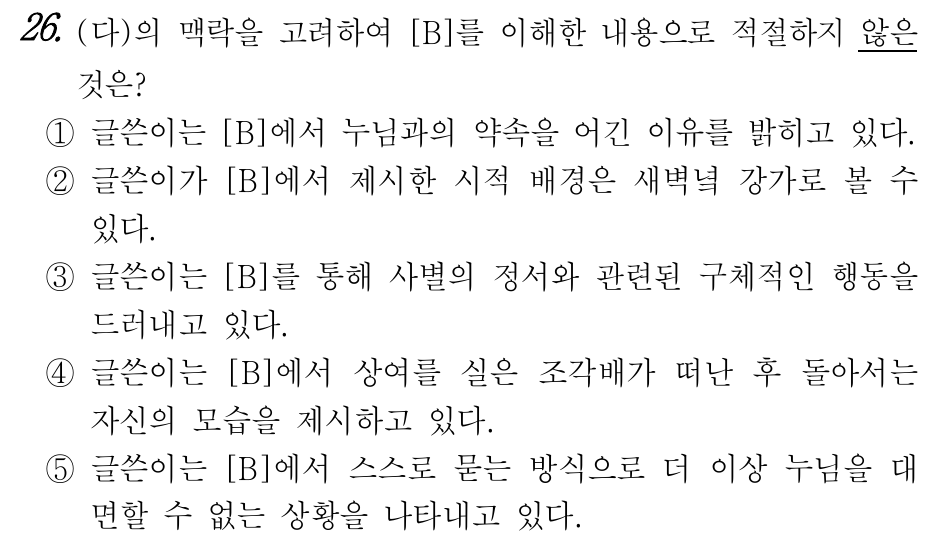 26. (다)의 맥락을 고려하여 [B]를 이해한 내용으로 적절하지 않은
것은?
① 글쓴이는 [B]에서 누님과의 약속을 어긴 이유를 밝히고 있다.
② 글쓴이가 [B]에서 제시한 시적 배경은 새벽녘 강가로 볼 수
있다.
③ 글쓴이는 [B]를 통해 사별의 정서와 관련된 구체적인 행동을
드러내고 있다.
④ 글쓴이는 [B]에서 상여를 실은 조각배가 떠난 후 돌아서는
자신의 모습을 제시하고 있다.
⑤ 글쓴이는 [B]에서 스스로 묻는 방식으로 더 이상 누님을 대
면할 수 없는 상황을 나타내고 있다.